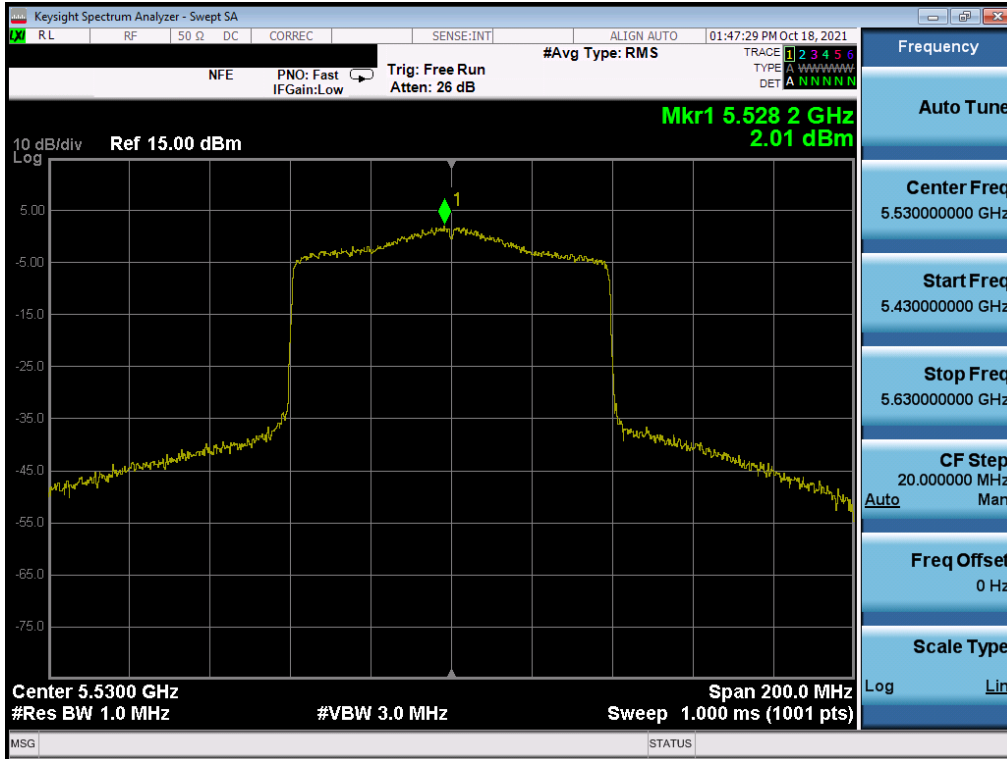 Keysight Spectrum Analyzer - Swept SA
LXI RL RF 50 Ω DC CORREC SENSE:INT ALIGN AUTO 01:47:29 PM Oct 18, 2021
NFE PNO: Fast Trig: Free Run #Avg Type: RMS TRACE 1 2 3 4 5 6
IFGain:Low Atten: 26 dB TYPE A WWWWW
DET A N N N N N
Mkr1 5.528 2 GHz
2.01 dBm
10 dB/div Ref 15.00 dBm
Log
1
5.00
-5.00
-15.0
-25.0
-35.0
-45.0
-55.0
-65.0
-75.0
Center 5.5300 GHz Span 200.0 MHz
#Res BW 1.0 MHz #VBW 3.0 MHz Sweep 1.000 ms (1001 pts)
MSG STATUS
Frequency
Auto Tune
Center Freq
5.530000000 GHz
Start Freq
5.430000000 GHz
Stop Freq
5.630000000 GHz
CF Step
20.000000 MHz
Auto Man
Freq Offset
0 Hz
Scale Type
Log Lin